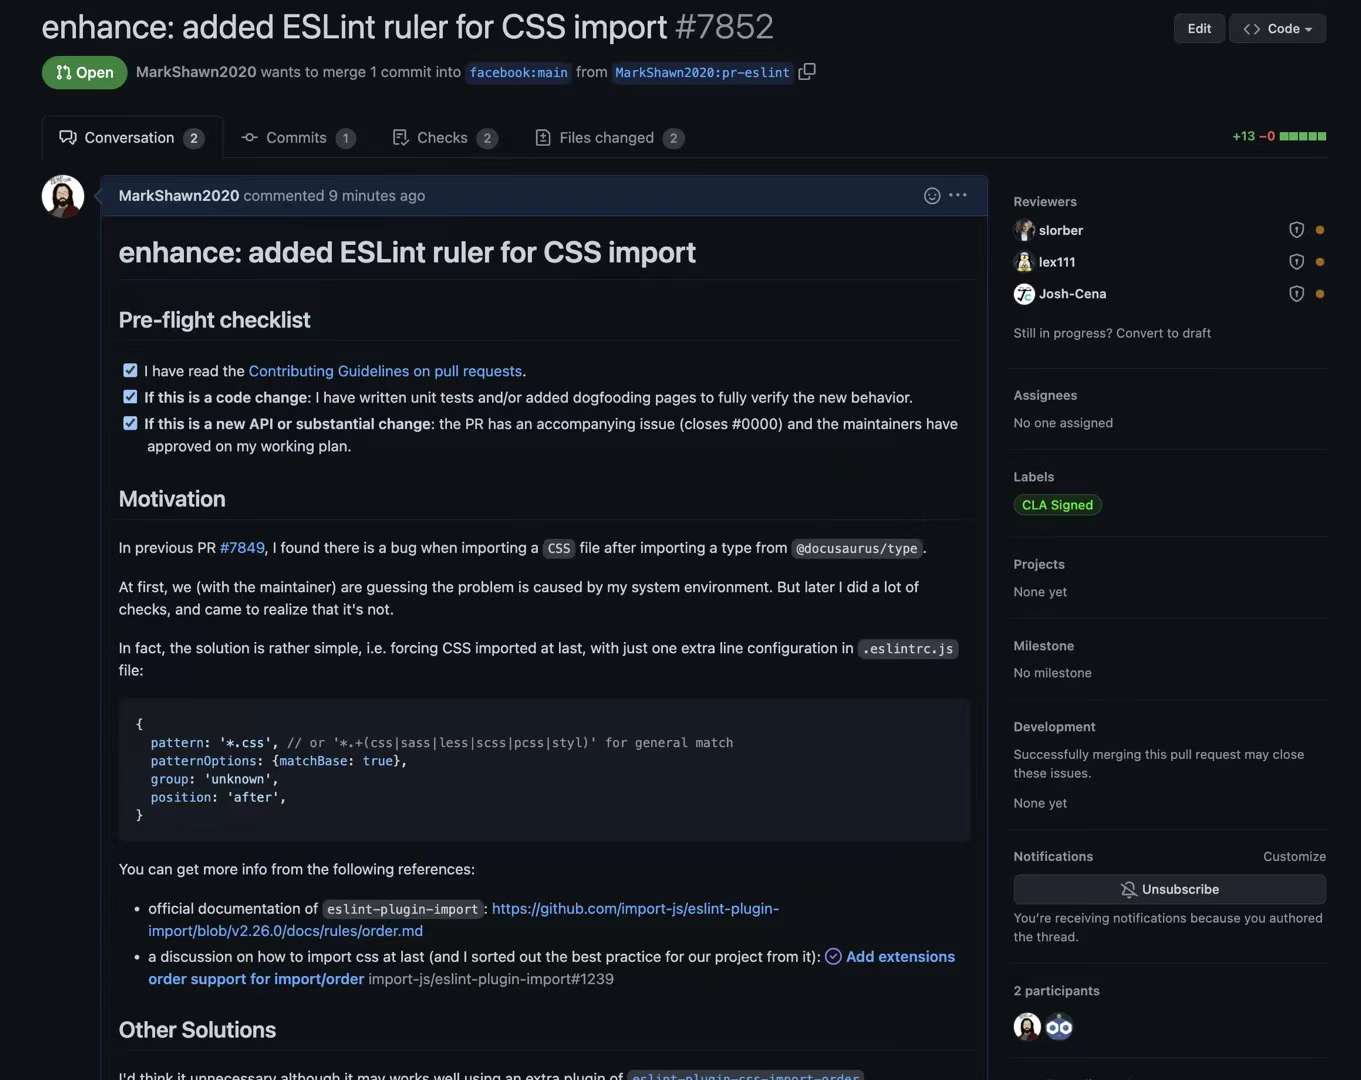 enhance: added ESLint ruler for CSS import #7852
Edit
<> Code
Open
MarkShawn2020 wants to merge 1 commit into facebook:main from MarkShawn2020:pr-eslint
Conversation 2
Commits 1
Checks 2
Files changed 2
+13 −0
MarkShawn2020 commented 9 minutes ago
enhance: added ESLint ruler for CSS import
Pre-flight checklist
I have read the Contributing Guidelines on pull requests.
If this is a code change: I have written unit tests and/or added dogfooding pages to fully verify the new behavior.
If this is a new API or substantial change: the PR has an accompanying issue (closes #0000) and the maintainers have
approved on my working plan.
Motivation
In previous PR #7849, I found there is a bug when importing a CSS file after importing a type from @docusaurus/type.
At first, we (with the maintainer) are guessing the problem is caused by my system environment. But later I did a lot of
checks, and came to realize that it's not.
In fact, the solution is rather simple, i.e. forcing CSS imported at last, with just one extra line configuration in .eslintrc.js
file:
{
pattern: '*.css', // or '*.+(css|sass|less|scss|pcss|styl)' for general match
patternOptions: {matchBase: true},
group: 'unknown',
position: 'after',
}
You can get more info from the following references:
• official documentation of eslint-plugin-import: https://github.com/import-js/eslint-plugin-
import/blob/v2.26.0/docs/rules/order.md
• a discussion on how to import css at last (and I sorted out the best practice for our project from it): Add extensions
order support for import/order import-js/eslint-plugin-import#1239
Other Solutions
I'd think it unnecessary although it may works well using an extra plugin of eslint-plugin-css-import-order
Reviewers
slorber
lex111
Josh-Cena
Still in progress? Convert to draft
Assignees
No one assigned
Labels
CLA Signed
Projects
None yet
Milestone
No milestone
Development
Successfully merging this pull request may close
these issues.
None yet
Notifications
Customize
Unsubscribe
You're receiving notifications because you authored
the thread.
2 participants